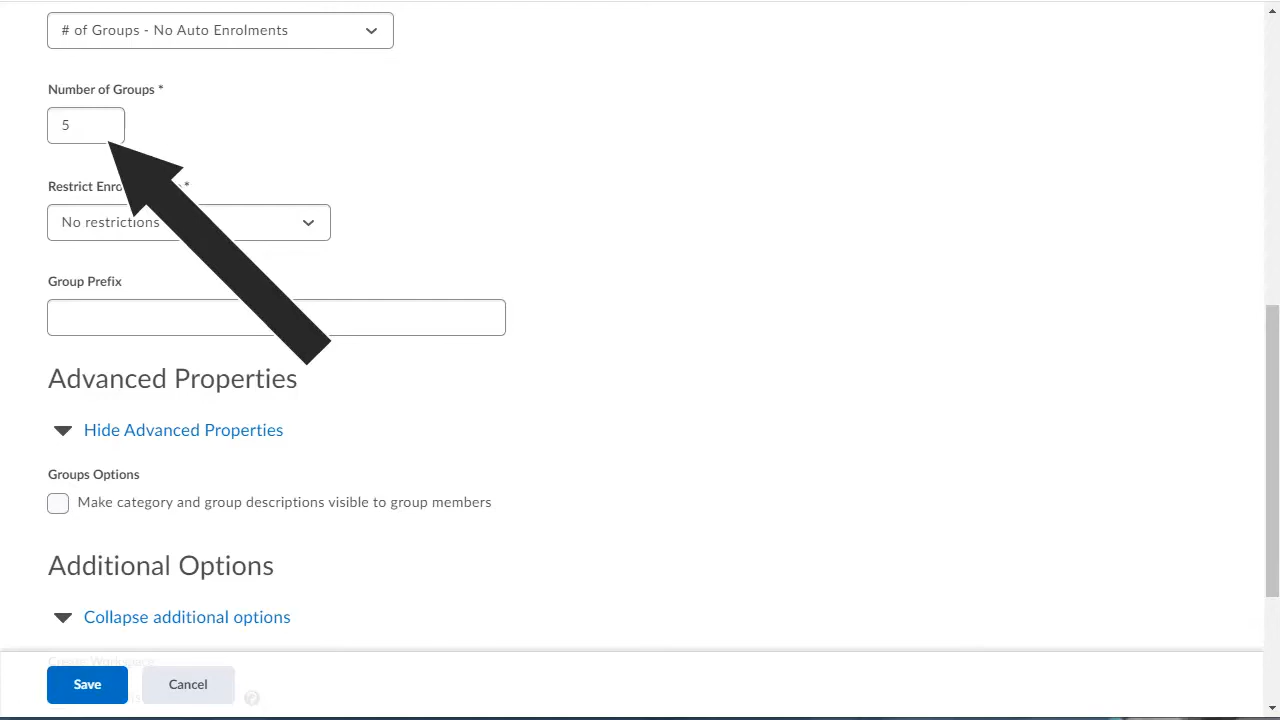 # of Groups - No Auto Enrolments
Number of Groups *
5
Restrict Enro *
No restrictions
Group Prefix
Advanced Properties
Hide Advanced Properties
Groups Options
Make category and group descriptions visible to group members
Additional Options
Collapse additional options
Create Workspace
Save Cancel